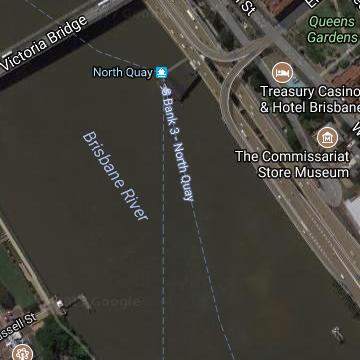 Queens
Gardens
Victoria Bridge
North Quay
Treasury Casino
& Hotel Brisbane
S Bank 3 - North Quay
The Commissariat
Store Museum
Brisbane River
Google
ssell St